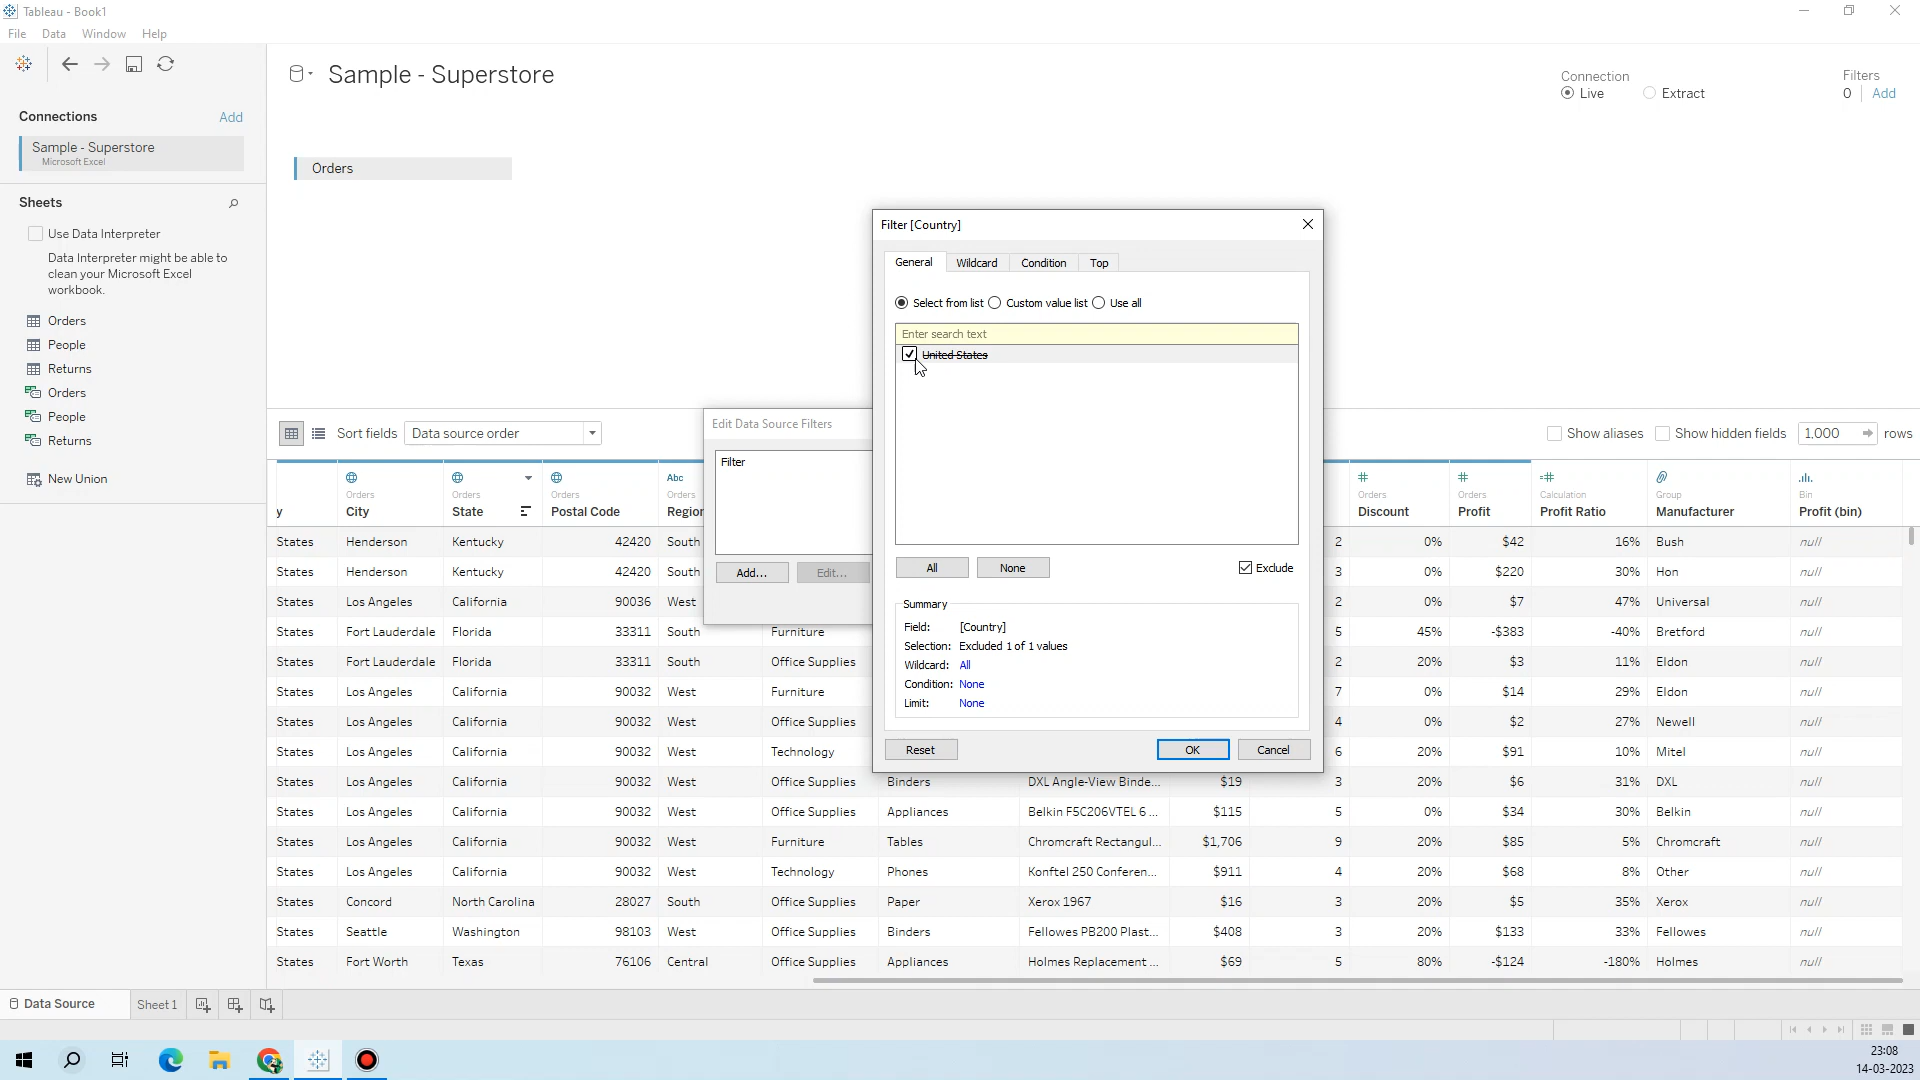 Tableau - Book1
File Data Window Help
Sample - Superstore
Connection
Live Extract
Filters
0 Add
Connections Add
Sample - Superstore
Microsoft Excel
Orders
Sheets
Use Data Interpreter
Data Interpreter might be able to
clean your Microsoft Excel
workbook.
Orders
People
Returns
Orders
People
Returns
New Union
Filter [Country]
General Wildcard Condition Top
Select from list Custom value list Use all
Enter search text
United States
All None Exclude
Summary
Field: [Country]
Selection: Excluded 1 of 1 values
Wildcard: All
Condition: None
Limit: None
Reset OK Cancel
Edit Data Source Filters
Filter
Add... Edit...
Sort fields Data source order Show aliases Show hidden fields 1,000 rows
Abc
Orders Orders Orders Orders Orders Orders Calculation Group Bin
y City State Postal Code Region Discount Profit Profit Ratio Manufacturer Profit (bin)
States Henderson Kentucky 42420 South 2 0% $42 16% Bush null
States Henderson Kentucky 42420 South 3 0% $220 30% Hon null
States Los Angeles California 90036 West 2 0% $7 47% Universal null
States Fort Lauderdale Florida 33311 South Furniture 5 45% -$383 -40% Bretford null
States Fort Lauderdale Florida 33311 South Office Supplies 2 20% $3 11% Eldon null
States Los Angeles California 90032 West Furniture 7 0% $14 29% Eldon null
States Los Angeles California 90032 West Office Supplies 4 0% $2 27% Newell null
States Los Angeles California 90032 West Technology 6 20% $91 10% Mitel null
States Los Angeles California 90032 West Office Supplies Binders DXL Angle-View Binde... $19 3 20% $6 31% DXL null
States Los Angeles California 90032 West Office Supplies Appliances Belkin F5C206VTEL 6 ... $115 5 0% $34 30% Belkin null
States Los Angeles California 90032 West Furniture Tables Chromcraft Rectangul... $1,706 9 20% $85 5% Chromcraft null
States Los Angeles California 90032 West Technology Phones Konftel 250 Conferen... $911 4 20% $68 8% Other null
States Concord North Carolina 28027 South Office Supplies Paper Xerox 1967 $16 3 20% $5 35% Xerox null
States Seattle Washington 98103 West Office Supplies Binders Fellowes PB200 Plast... $408 3 20% $133 33% Fellowes null
States Fort Worth Texas 76106 Central Office Supplies Appliances Holmes Replacement ... $69 5 80% -$124 -180% Holmes null
Data Source Sheet 1
23:08
14-03-2023